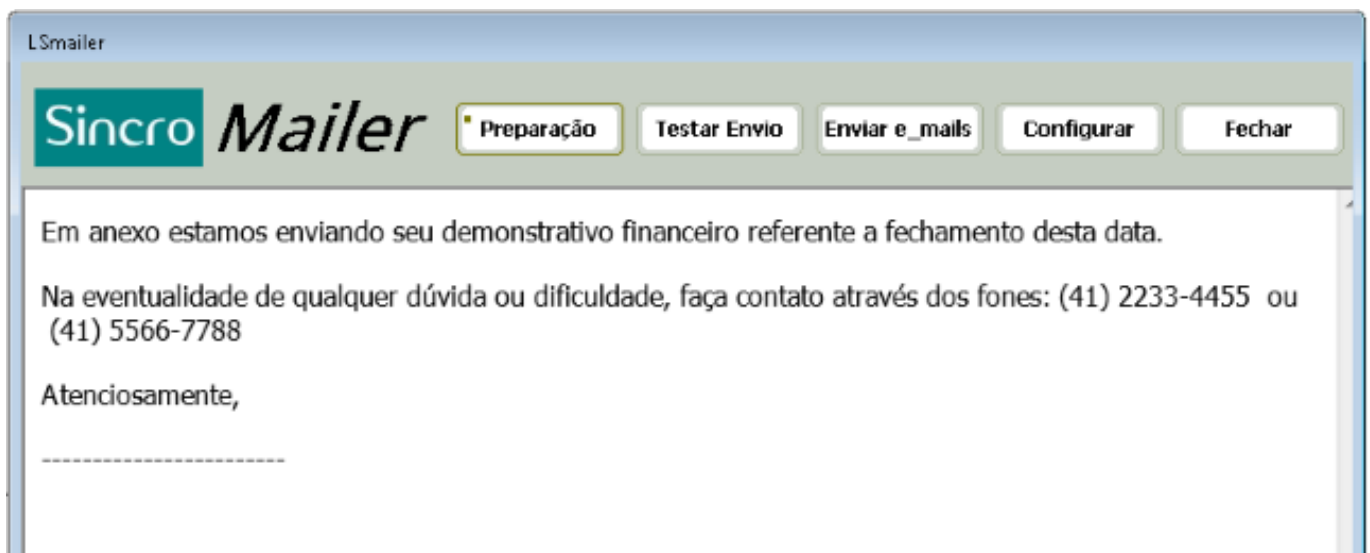 LSmailer
Sincro Mailer Preparação Testar Envio Enviar e_mails Configurar Fechar
Em anexo estamos enviando seu demonstrativo financeiro referente a fechamento desta data.
Na eventualidade de qualquer dúvida ou dificuldade, faça contato através dos fones: (41) 2233-4455 ou
(41) 5566-7788
Atenciosamente,
------------------------